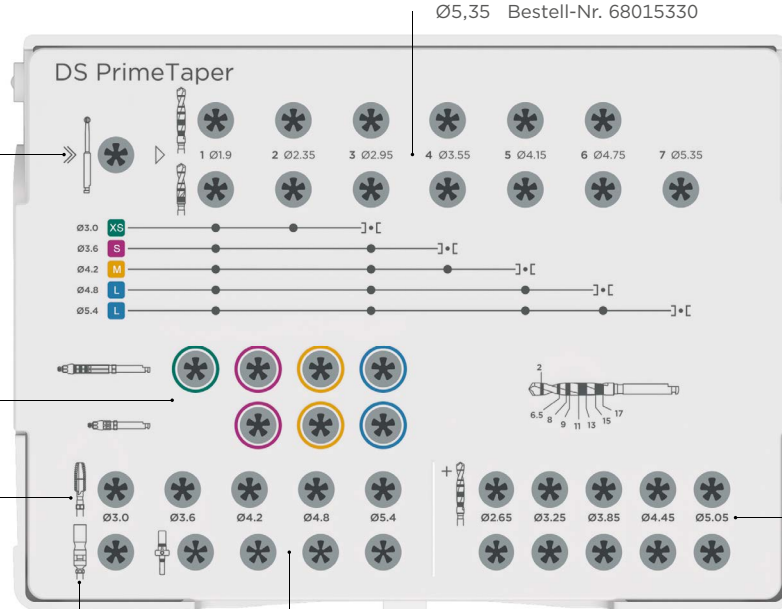 Ø5,35 Bestell-Nr. 68015330
DS PrimeTaper
1 Ø1.9 2 Ø2.35 3 Ø2.95 4 Ø3.55 5 Ø4.15 6 Ø4.75 7 Ø5.35
Ø3.0 XS
Ø3.6 S
Ø4.2 M
Ø4.8 L
Ø5.4 L
2
6.5 8 9 11 13 15 17
+
Ø3.0 Ø3.6 Ø4.2 Ø4.8 Ø5.4 Ø2.65 Ø3.25 Ø3.85 Ø4.45 Ø5.05